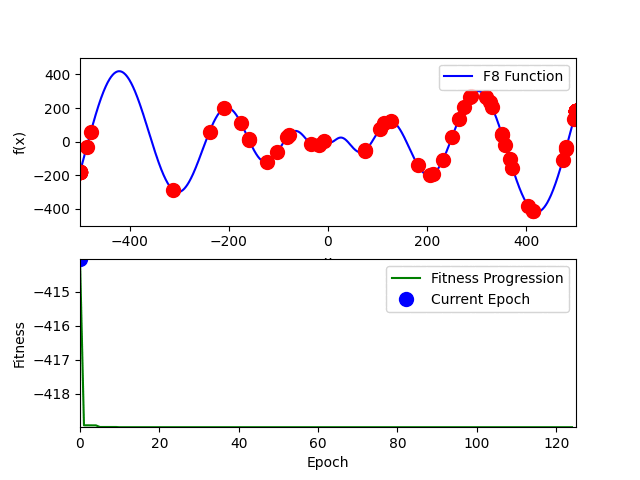 400
200
0
−200
−400
f(x)
F8 Function
−400 −200 0 200 400
−415
−416
−417
−418
Fitness
Fitness Progression
Current Epoch
0 20 40 60 80 100 120
Epoch